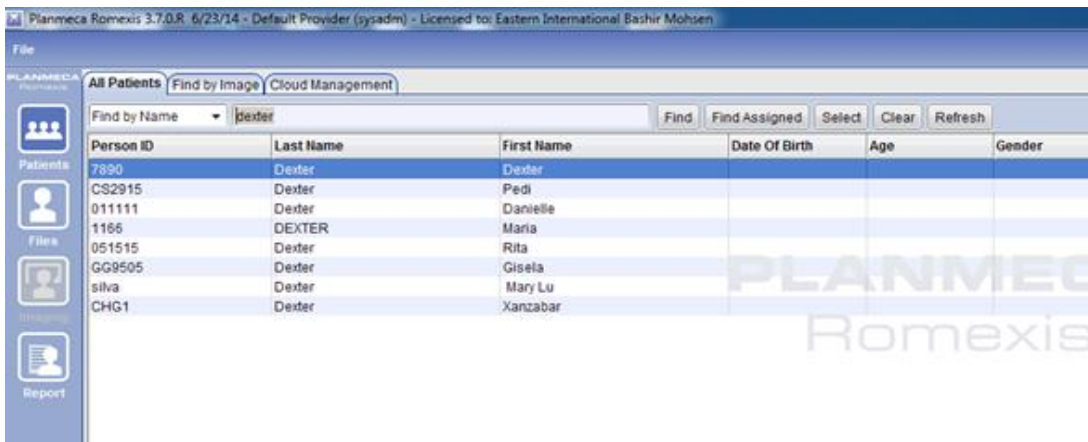 Planmeca Romexis 3.7.0.R 6/23/14 - Default Provider (sysadm) - Licensed to: Eastern International Bashir Mohsen
File
PLANMECA
Romexis
All Patients Find by Image Cloud Management
Find by Name dexter Find Find Assigned Select Clear Refresh
Person ID Last Name First Name Date Of Birth Age Gender
7890 Dexter Dexter
CS2915 Dexter Pedi
011111 Dexter Danielle
1166 DEXTER Maria
051515 Dexter Rita
GG9505 Dexter Gisela
silva Dexter Mary Lu
CHG1 Dexter Xanzabar
Patients
Files
Imaging
Report
PLANMEC
Romexis